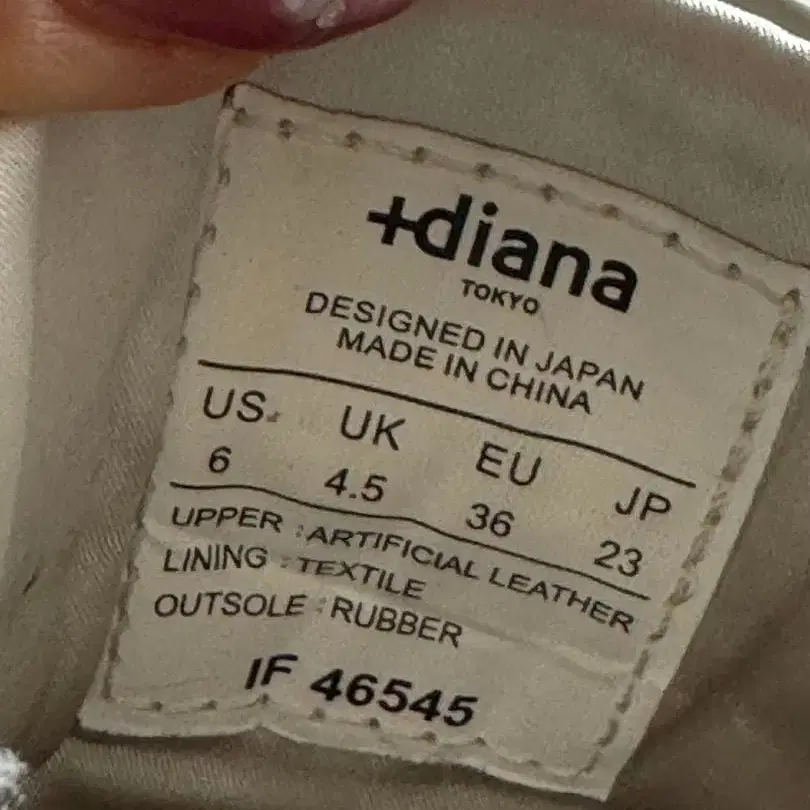 +diana
TOKYO
DESIGNED IN JAPAN
MADE IN CHINA
US UK EU JP
6 4.5 36 23
UPPER : ARTIFICIAL LEATHER
LINING : TEXTILE
OUTSOLE : RUBBER
IF 46545